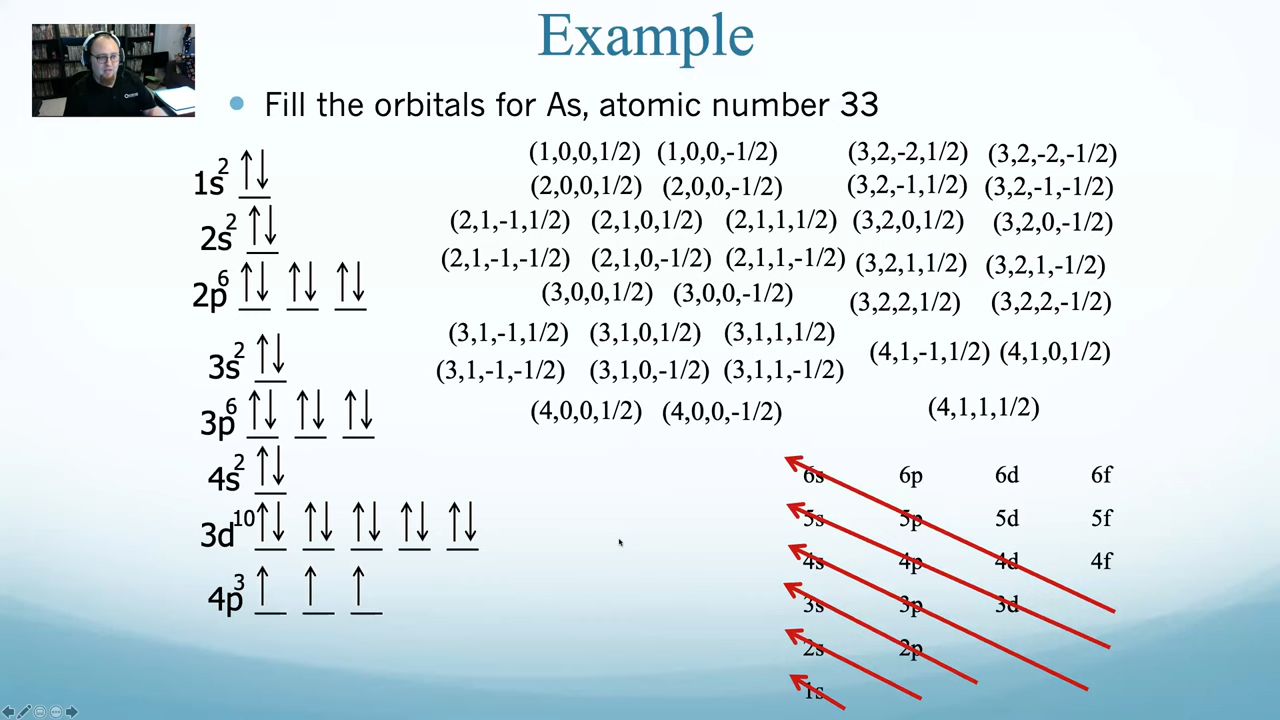 Example
Fill the orbitals for As, atomic number 33
1s² ↑↓
2s² ↑↓
2p⁶ ↑↓ ↑↓ ↑↓
3s² ↑↓
3p⁶ ↑↓ ↑↓ ↑↓
4s² ↑↓
3d¹⁰ ↑↓ ↑↓ ↑↓ ↑↓ ↑↓
4p³ ↑ ↑ ↑
(1,0,0,1/2) (1,0,0,-1/2)
(2,0,0,1/2) (2,0,0,-1/2)
(2,1,-1,1/2) (2,1,0,1/2) (2,1,1,1/2)
(2,1,-1,-1/2) (2,1,0,-1/2) (2,1,1,-1/2)
(3,0,0,1/2) (3,0,0,-1/2)
(3,1,-1,1/2) (3,1,0,1/2) (3,1,1,1/2)
(3,1,-1,-1/2) (3,1,0,-1/2) (3,1,1,-1/2)
(4,0,0,1/2) (4,0,0,-1/2)
(3,2,-2,1/2) (3,2,-2,-1/2)
(3,2,-1,1/2) (3,2,-1,-1/2)
(3,2,0,1/2) (3,2,0,-1/2)
(3,2,1,1/2) (3,2,1,-1/2)
(3,2,2,1/2) (3,2,2,-1/2)
(4,1,-1,1/2) (4,1,0,1/2)
(4,1,1,1/2)
6s 6p 6d 6f
5s 5p 5d 5f
4s 4p 4d 4f
3s 3p 3d
2s 2p
1s